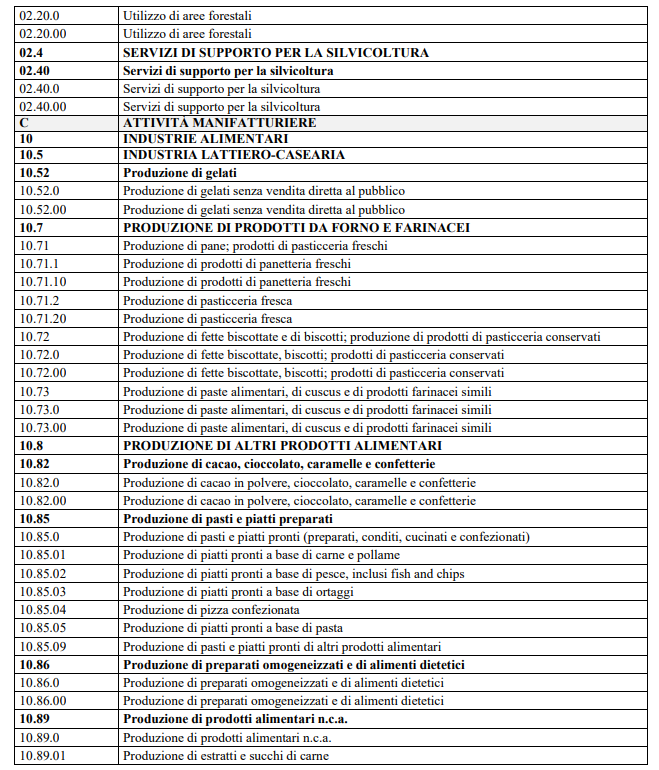 02.20.0 Utilizzo di aree forestali
02.20.00 Utilizzo di aree forestali
02.4 SERVIZI DI SUPPORTO PER LA SILVICOLTURA
02.40 Servizi di supporto per la silvicoltura
02.40.0 Servizi di supporto per la silvicoltura
02.40.00 Servizi di supporto per la silvicoltura
C ATTIVITÀ MANIFATTURIERE
10 INDUSTRIE ALIMENTARI
10.5 INDUSTRIA LATTIERO-CASEARIA
10.52 Produzione di gelati
10.52.0 Produzione di gelati senza vendita diretta al pubblico
10.52.00 Produzione di gelati senza vendita diretta al pubblico
10.7 PRODUZIONE DI PRODOTTI DA FORNO E FARINACEI
10.71 Produzione di pane; prodotti di pasticceria freschi
10.71.1 Produzione di prodotti di panetteria freschi
10.71.10 Produzione di prodotti di panetteria freschi
10.71.2 Produzione di pasticceria fresca
10.71.20 Produzione di pasticceria fresca
10.72 Produzione di fette biscottate e di biscotti; produzione di prodotti di pasticceria conservati
10.72.0 Produzione di fette biscottate, biscotti; prodotti di pasticceria conservati
10.72.00 Produzione di fette biscottate, biscotti; prodotti di pasticceria conservati
10.73 Produzione di paste alimentari, di cuscus e di prodotti farinacei simili
10.73.0 Produzione di paste alimentari, di cuscus e di prodotti farinacei simili
10.73.00 Produzione di paste alimentari, di cuscus e di prodotti farinacei simili
10.8 PRODUZIONE DI ALTRI PRODOTTI ALIMENTARI
10.82 Produzione di cacao, cioccolato, caramelle e confetterie
10.82.0 Produzione di cacao in polvere, cioccolato, caramelle e confetterie
10.82.00 Produzione di cacao in polvere, cioccolato, caramelle e confetterie
10.85 Produzione di pasti e piatti preparati
10.85.0 Produzione di pasti e piatti pronti (preparati, conditi, cucinati e confezionati)
10.85.01 Produzione di piatti pronti a base di carne e pollame
10.85.02 Produzione di piatti pronti a base di pesce, inclusi fish and chips
10.85.03 Produzione di piatti pronti a base di ortaggi
10.85.04 Produzione di pizza confezionata
10.85.05 Produzione di piatti pronti a base di pasta
10.85.09 Produzione di pasti e piatti pronti di altri prodotti alimentari
10.86 Produzione di preparati omogeneizzati e di alimenti dietetici
10.86.0 Produzione di preparati omogeneizzati e di alimenti dietetici
10.86.00 Produzione di preparati omogeneizzati e di alimenti dietetici
10.89 Produzione di prodotti alimentari n.c.a.
10.89.0 Produzione di prodotti alimentari n.c.a.
10.89.01 Produzione di estratti e succhi di carne